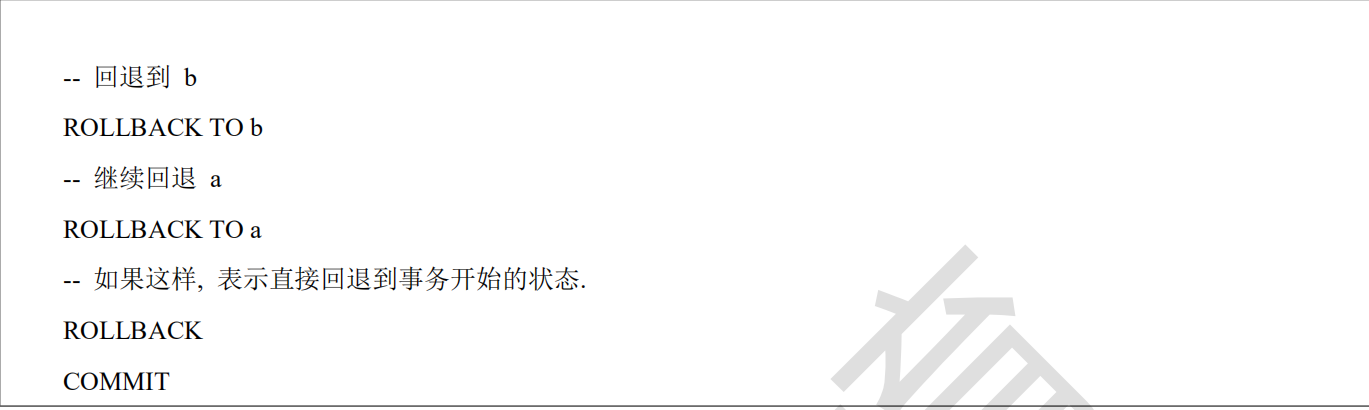 -- 回退到 b
ROLLBACK TO b
-- 继续回退 a
ROLLBACK TO a
-- 如果这样, 表示直接回退到事务开始的状态.
ROLLBACK
COMMIT